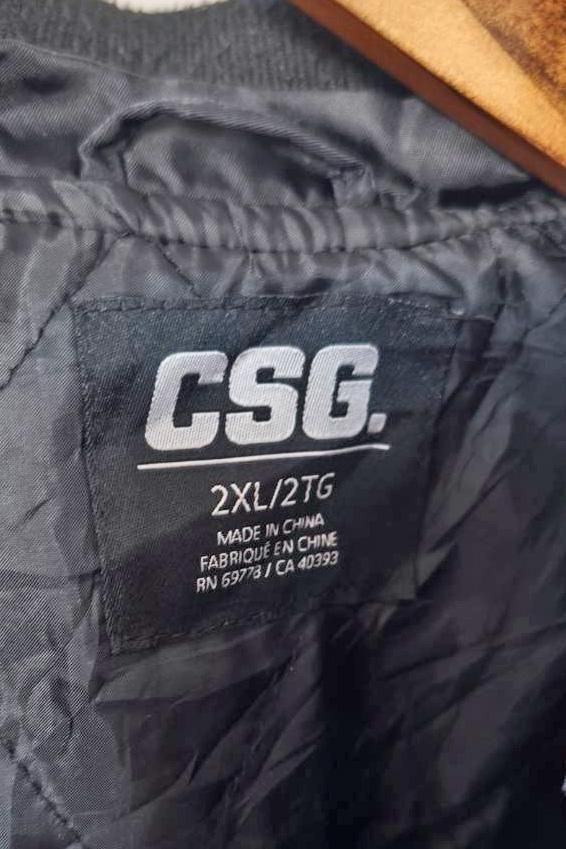 CSG.
2XL/2TG
MADE IN CHINA
FABRIQUÉ EN CHINE
RN 69773 / CA 40393